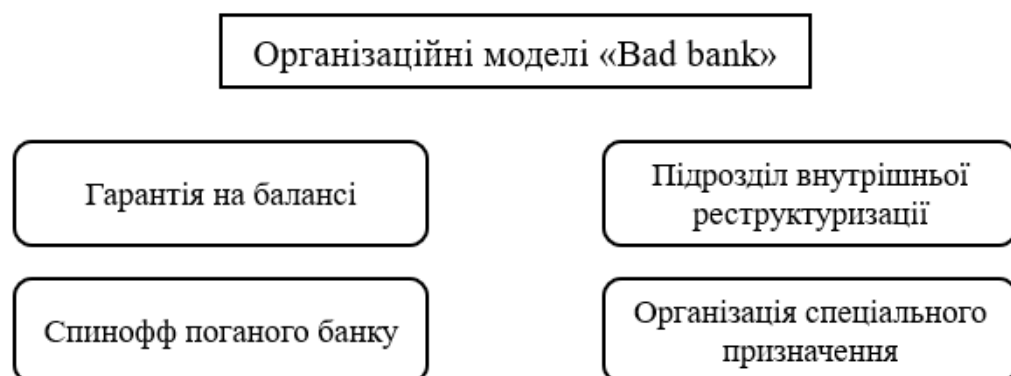 Організаційні моделі «Bad bank»
Гарантія на балансі
Підрозділ внутрішньої
реструктуризації
Спинофф поганого банку
Організація спеціального
призначення